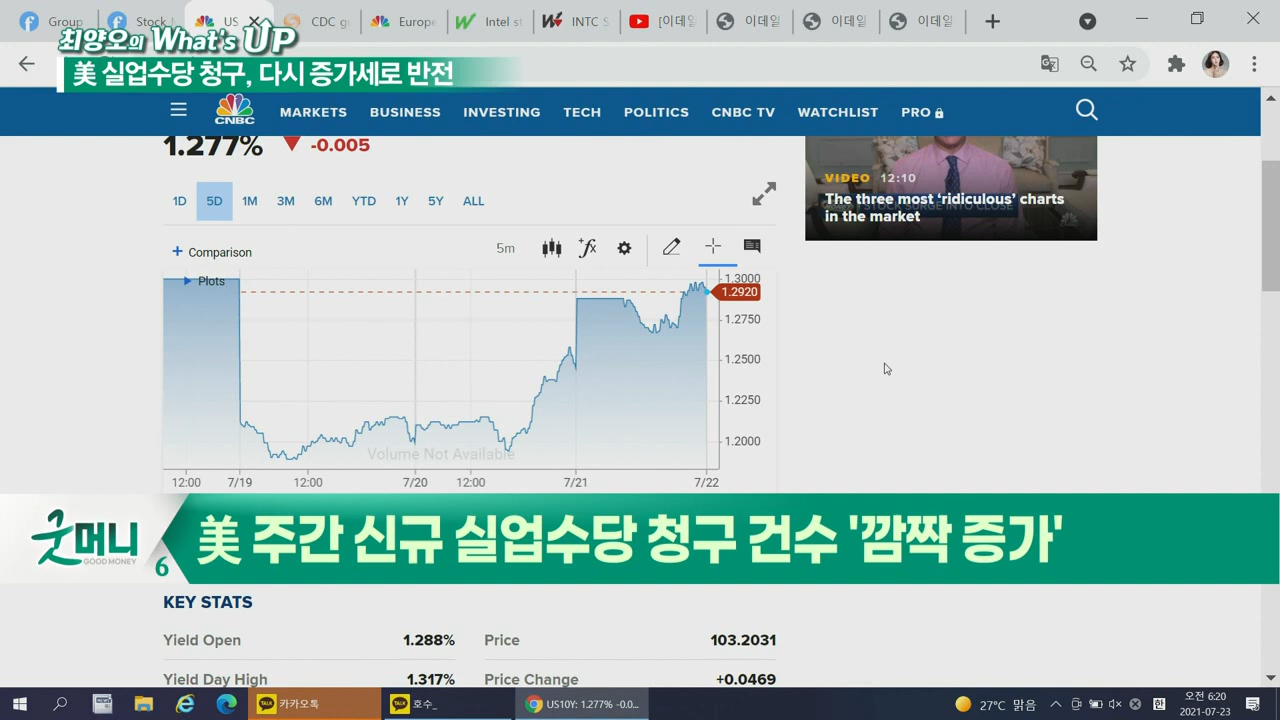 Group
Stock
US
CDC g
Europe
Intel st
INTC S
[이데일
이데일
이데일
이데일
최양오의 What's UP
美 실업수당 청구, 다시 증가세로 반전
CNBC
MARKETS BUSINESS INVESTING TECH POLITICS CNBC TV WATCHLIST PRO
1.277% -0.005
VIDEO 12:10
The three most ‘ridiculous’ charts
in the market
STOCK SURGE INTO CLOSE
1D 5D 1M 3M 6M YTD 1Y 5Y ALL
+ Comparison
5m
Plots
1.3000
1.2920
1.2750
1.2500
1.2250
1.2000
Volume Not Available
12:00 7/19 12:00 7/20 12:00 7/21 7/22
굿머니
GOOD MONEY
6
美 주간 신규 실업수당 청구 건수 '깜짝 증가'
KEY STATS
Yield Open 1.288% Price 103.2031
Yield Day High 1.317% Price Change +0.0469
TALK 카카오톡
TALK 호수_
US10Y: 1.277% -0.0...
27°C 맑음
한
오전 6:20
2021-07-23